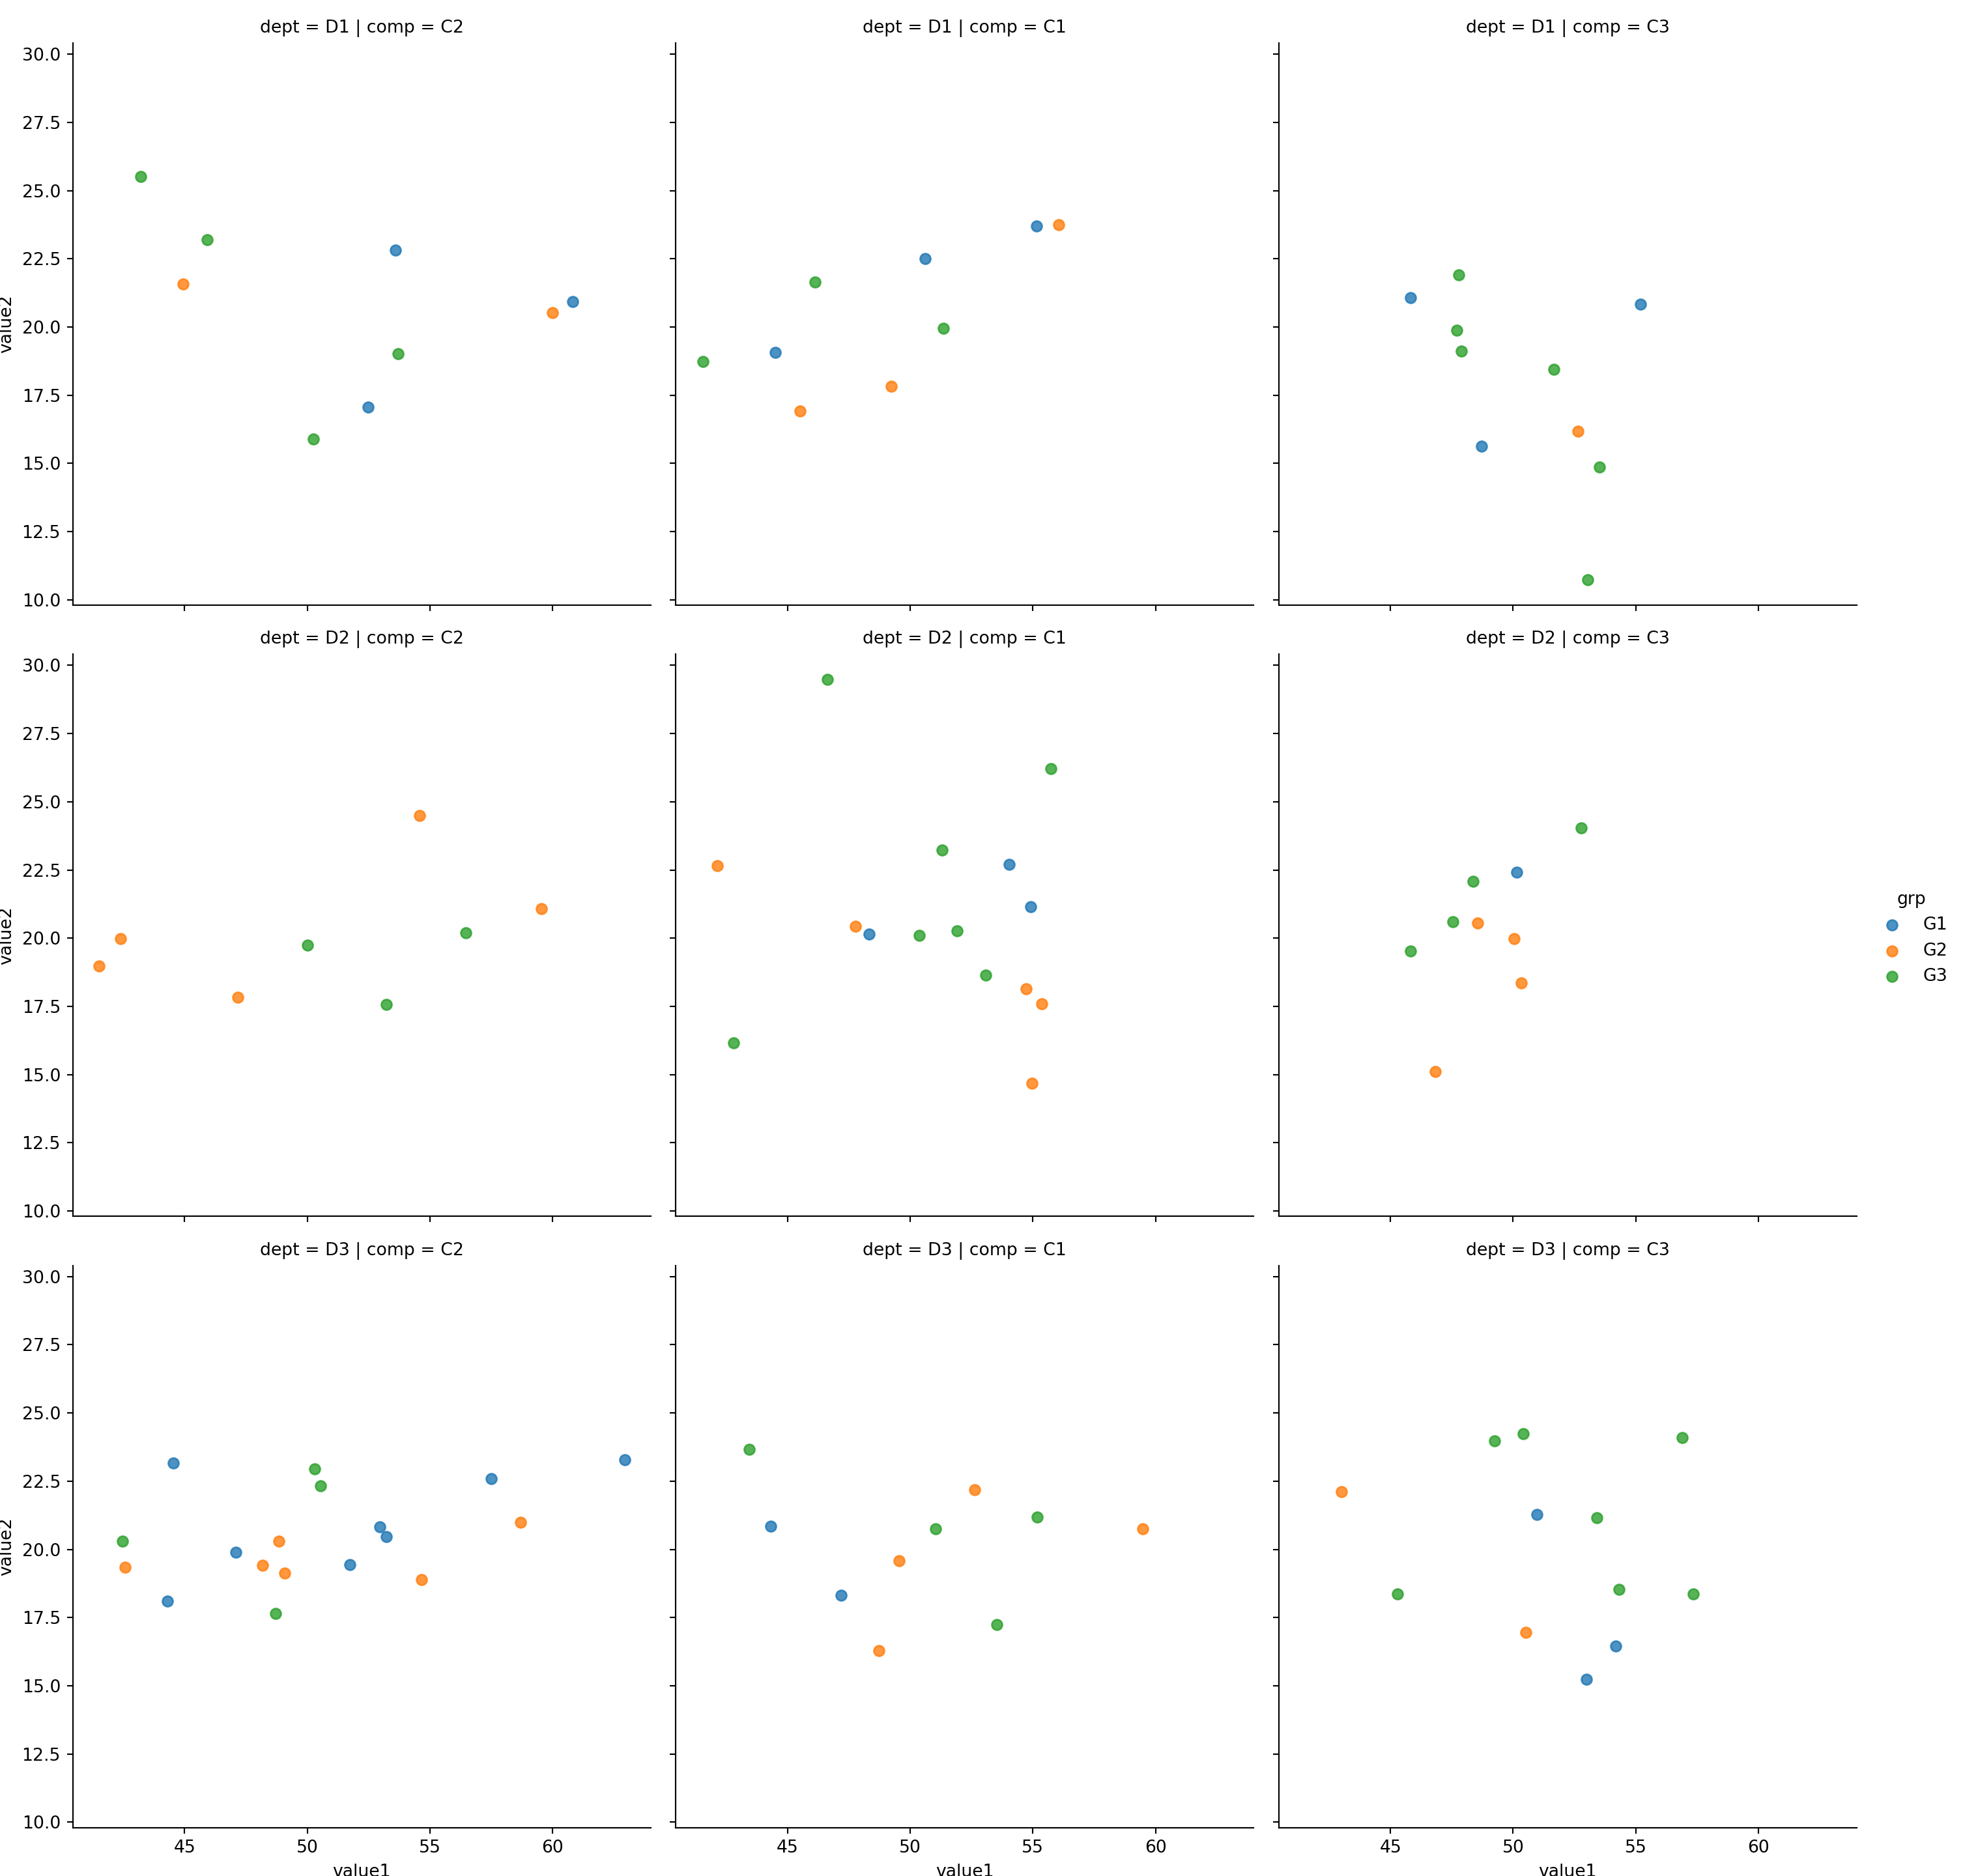 dept = D1 | comp = C2
dept = D1 | comp = C1
dept = D1 | comp = C3
30.0
27.5
25.0
22.5
20.0
17.5
15.0
12.5
10.0
value2
dept = D2 | comp = C2
dept = D2 | comp = C1
dept = D2 | comp = C3
30.0
27.5
25.0
22.5
20.0
17.5
15.0
12.5
10.0
value2
grp
G1
G2
G3
dept = D3 | comp = C2
dept = D3 | comp = C1
dept = D3 | comp = C3
30.0
27.5
25.0
22.5
20.0
17.5
15.0
12.5
10.0
value2
45 50 55 60
45 50 55 60
45 50 55 60
value1
value1
value1